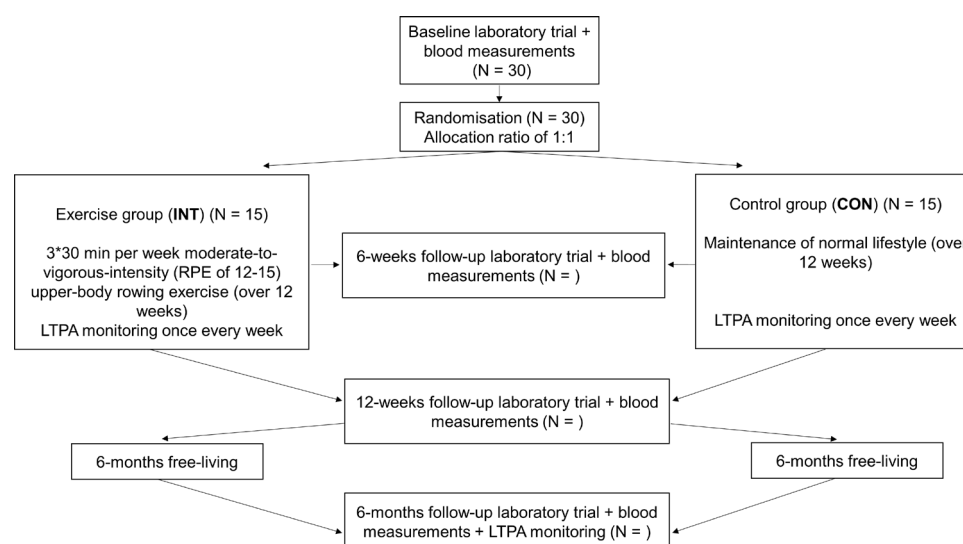 Baseline laboratory trial +
blood measurements
(N = 30)
Randomisation (N = 30)
Allocation ratio of 1:1
Exercise group (INT) (N = 15)
3*30 min per week moderate-to-
vigorous-intensity (RPE of 12-15)
upper-body rowing exercise (over 12
weeks)
LTPA monitoring once every week
6-weeks follow-up laboratory trial + blood
measurements (N = )
Control group (CON) (N = 15)
Maintenance of normal lifestyle (over
12 weeks)
LTPA monitoring once every week
12-weeks follow-up laboratory trial + blood
measurements (N = )
6-months free-living
6-months free-living
6-months follow-up laboratory trial + blood
measurements + LTPA monitoring (N = )